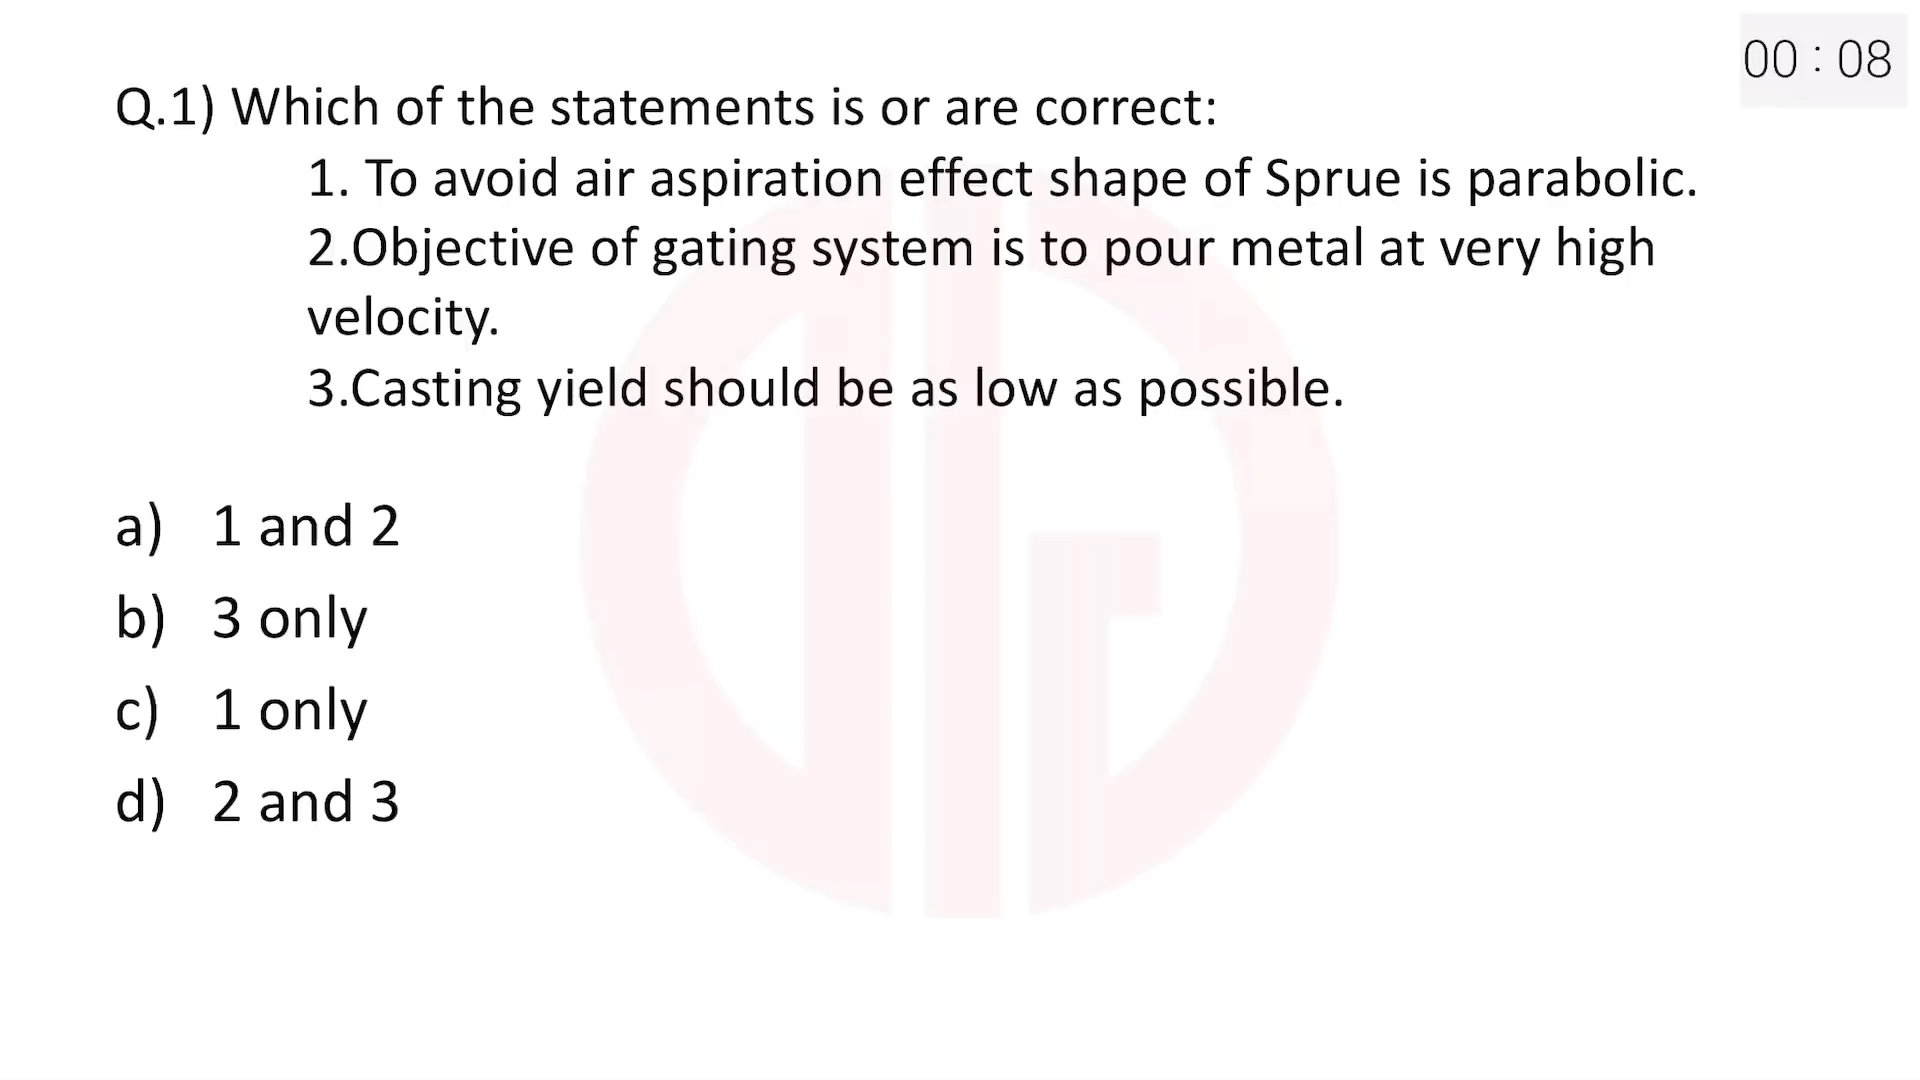 00 : 08
Q.1) Which of the statements is or are correct:
1. To avoid air aspiration effect shape of Sprue is parabolic.
2.Objective of gating system is to pour metal at very high
velocity.
3.Casting yield should be as low as possible.
a) 1 and 2
b) 3 only
c) 1 only
d) 2 and 3